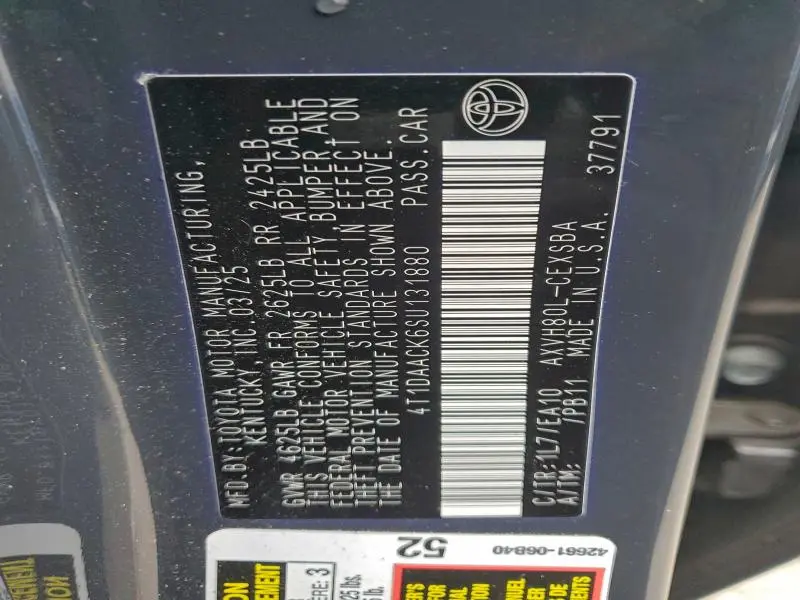 MFD.BY:TOYOTA MOTOR MANUFACTURING,
KENTUCKY, INC. 03/25
GVWR 4625LB GAWR FR 2625LB RR 2425LB
THIS VEHICLE CONFORMS TO ALL APPLICABLE
FEDERAL MOTOR VEHICLE SAFETY, BUMPER, AND
THEFT PREVENTION STANDARDS IN EFFECT ON
THE DATE OF MANUFACTURE SHOWN ABOVE.
4T1DAACK6SU131880 PASS.CAR
C/TR:1L7/EA10 AXVH80L-CEXSBA
A/TM: /PB11 MADE IN U.S.A. 37791
52
42661-06B40